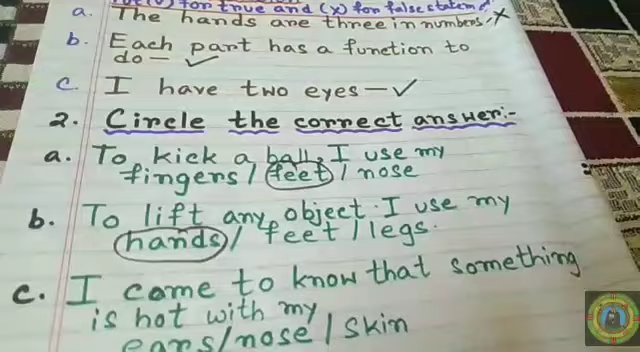 (✓) for true and (x) for false statem
a. The hands are three in numbers ✗
b. Each part has a function to
do — ✓
c. I have two eyes — ✓
2. Circle the correct answer:-
a. To kick a ball, I use my
fingers / feet / nose
b. To lift any object I use my
hands / feet / legs.
c. I come to know that something
is hot with my
ears / nose / skin